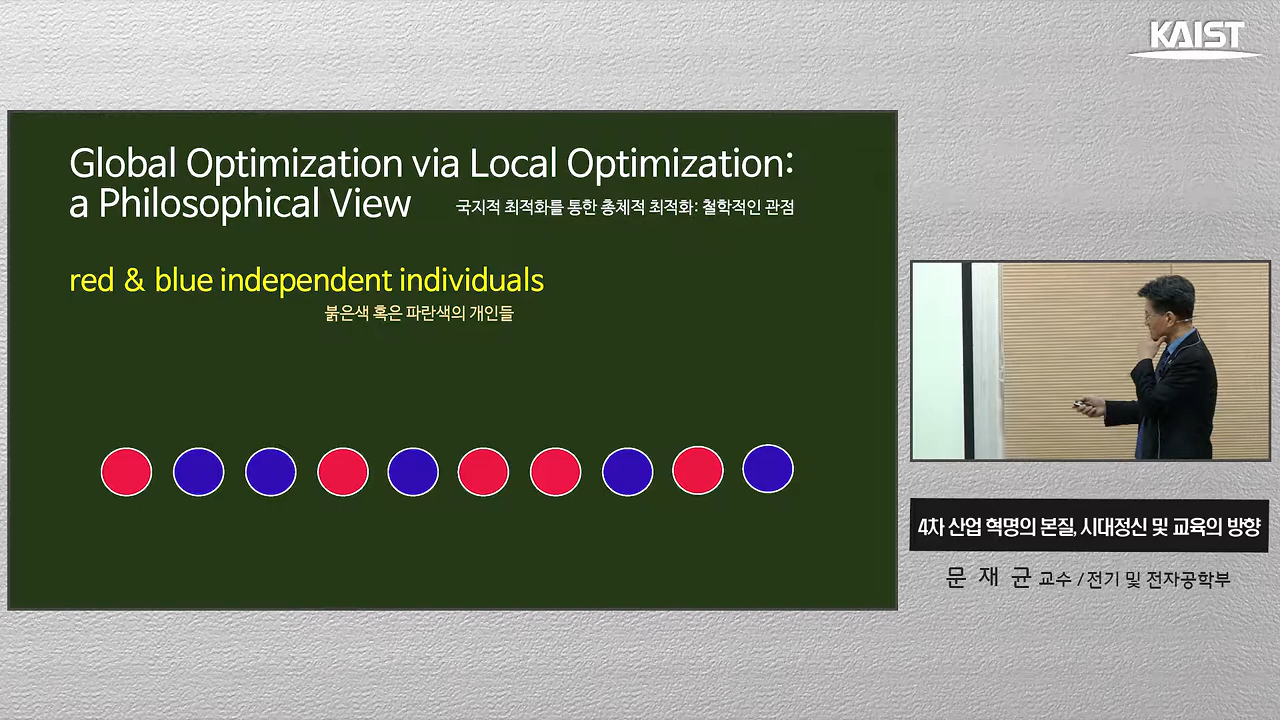 KAIST
Global Optimization via Local Optimization:
a Philosophical View 국지적 최적화를 통한 총체적 최적화: 철학적인 관점
red & blue independent individuals
붉은색 혹은 파란색의 개인들
4차 산업 혁명의 본질, 시대정신 및 교육의 방향
문 재 균 교수 / 전기 및 전자공학부